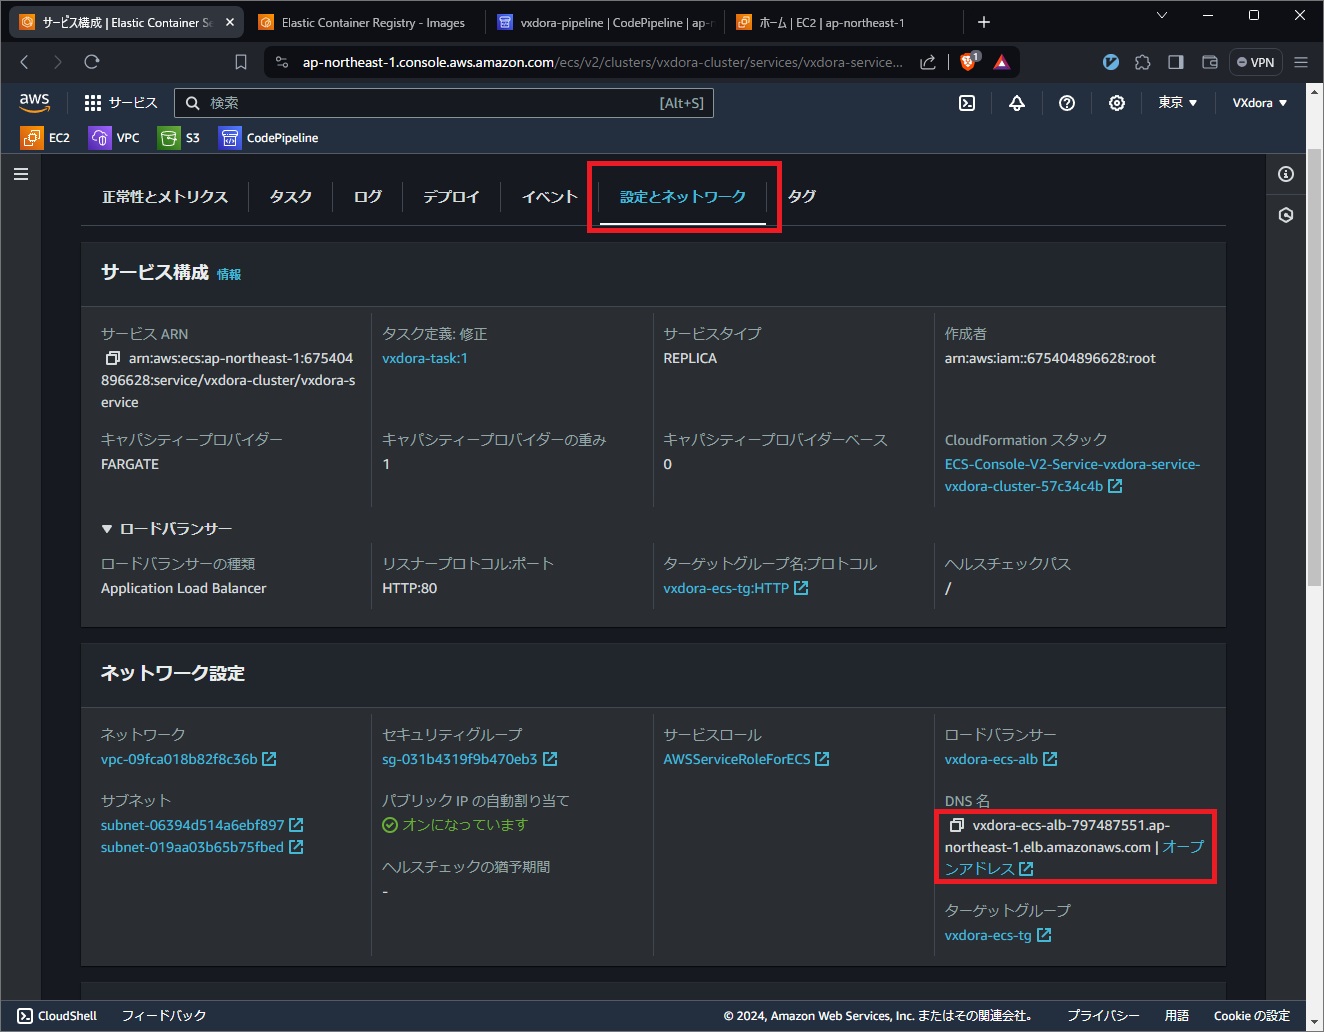 サービス構成 | Elastic Container Se
Elastic Container Registry - Images
vxdora-pipeline | CodePipeline | ap-n
ホーム | EC2 | ap-northeast-1
ap-northeast-1.console.aws.amazon.com/ecs/v2/clusters/vxdora-cluster/services/vxdora-service...
1
VPN
aws
サービス
検索
[Alt+S]
東京
VXdora
EC2
VPC
S3
CodePipeline
正常性とメトリクス
タスク
ログ
デプロイ
イベント
設定とネットワーク
タグ
サービス構成 情報
サービス ARN
arn:aws:ecs:ap-northeast-1:675404
896628:service/vxdora-cluster/vxdora-s
ervice
タスク定義: 修正
vxdora-task:1
サービスタイプ
REPLICA
作成者
arn:aws:iam::675404896628:root
キャパシティープロバイダー
FARGATE
キャパシティープロバイダーの重み
1
キャパシティープロバイダーベース
0
CloudFormation スタック
ECS-Console-V2-Service-vxdora-service-
vxdora-cluster-57c34c4b
▼ ロードバランサー
ロードバランサーの種類
Application Load Balancer
リスナープロトコル:ポート
HTTP:80
ターゲットグループ名:プロトコル
vxdora-ecs-tg:HTTP
ヘルスチェックパス
/
ネットワーク設定
ネットワーク
vpc-09fca018b82f8c36b
サブネット
subnet-06394d514a6ebf897
subnet-019aa03b65b75fbed
セキュリティグループ
sg-031b4319f9b470eb3
パブリック IP の自動割り当て
オンになっています
ヘルスチェックの猶予期間
-
サービスロール
AWSServiceRoleForECS
ロードバランサー
vxdora-ecs-alb
DNS 名
vxdora-ecs-alb-797487551.ap-
northeast-1.elb.amazonaws.com | オープ
ンアドレス
ターゲットグループ
vxdora-ecs-tg
CloudShell
フィードバック
© 2024, Amazon Web Services, Inc. またはその関連会社。
プライバシー
用語
Cookie の設定